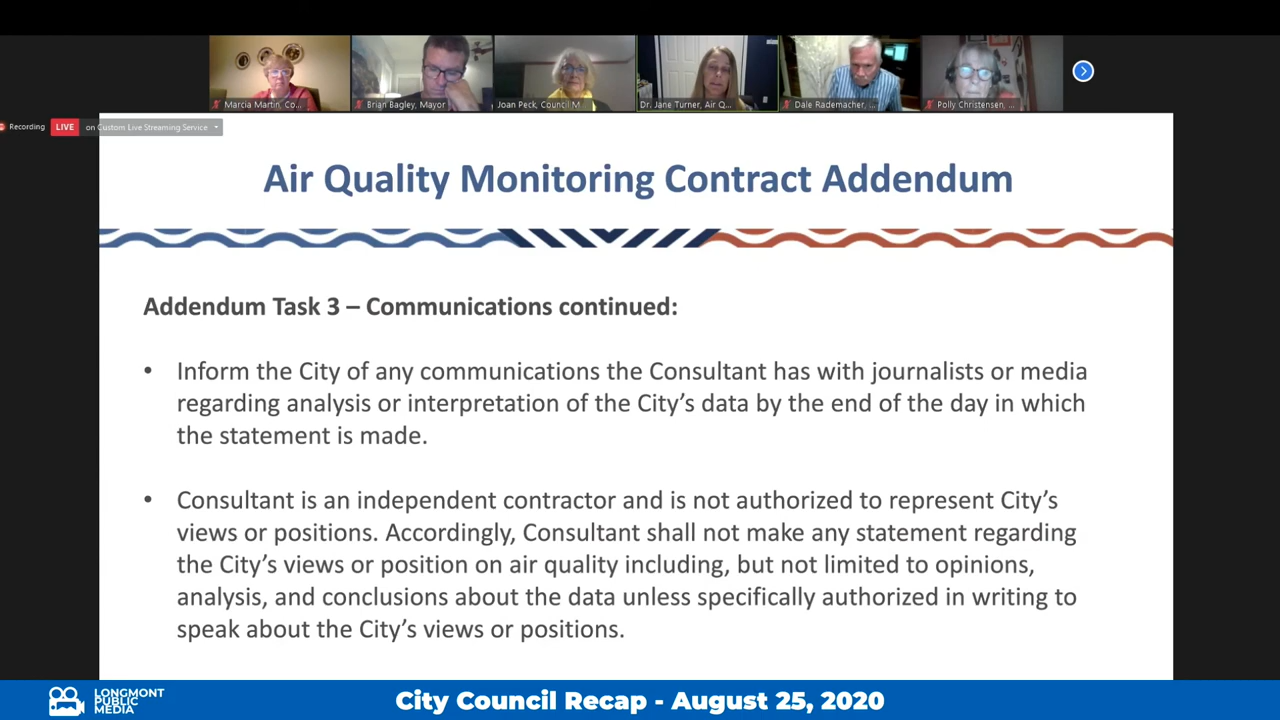 Marcia Martin, Co...
Brian Bagley, Mayor
Joan Peck, Council M...
Dr. Jane Turner, Air Q...
Dale Rademacher, ...
Polly Christensen, ...
Recording
LIVE
on Custom Live Streaming Service
Air Quality Monitoring Contract Addendum
Addendum Task 3 – Communications continued:
• Inform the City of any communications the Consultant has with journalists or media
regarding analysis or interpretation of the City's data by the end of the day in which
the statement is made.
• Consultant is an independent contractor and is not authorized to represent City's
views or positions. Accordingly, Consultant shall not make any statement regarding
the City's views or position on air quality including, but not limited to opinions,
analysis, and conclusions about the data unless specifically authorized in writing to
speak about the City's views or positions.
LONGMONT
PUBLIC
MEDIA
City Council Recap - August 25, 2020